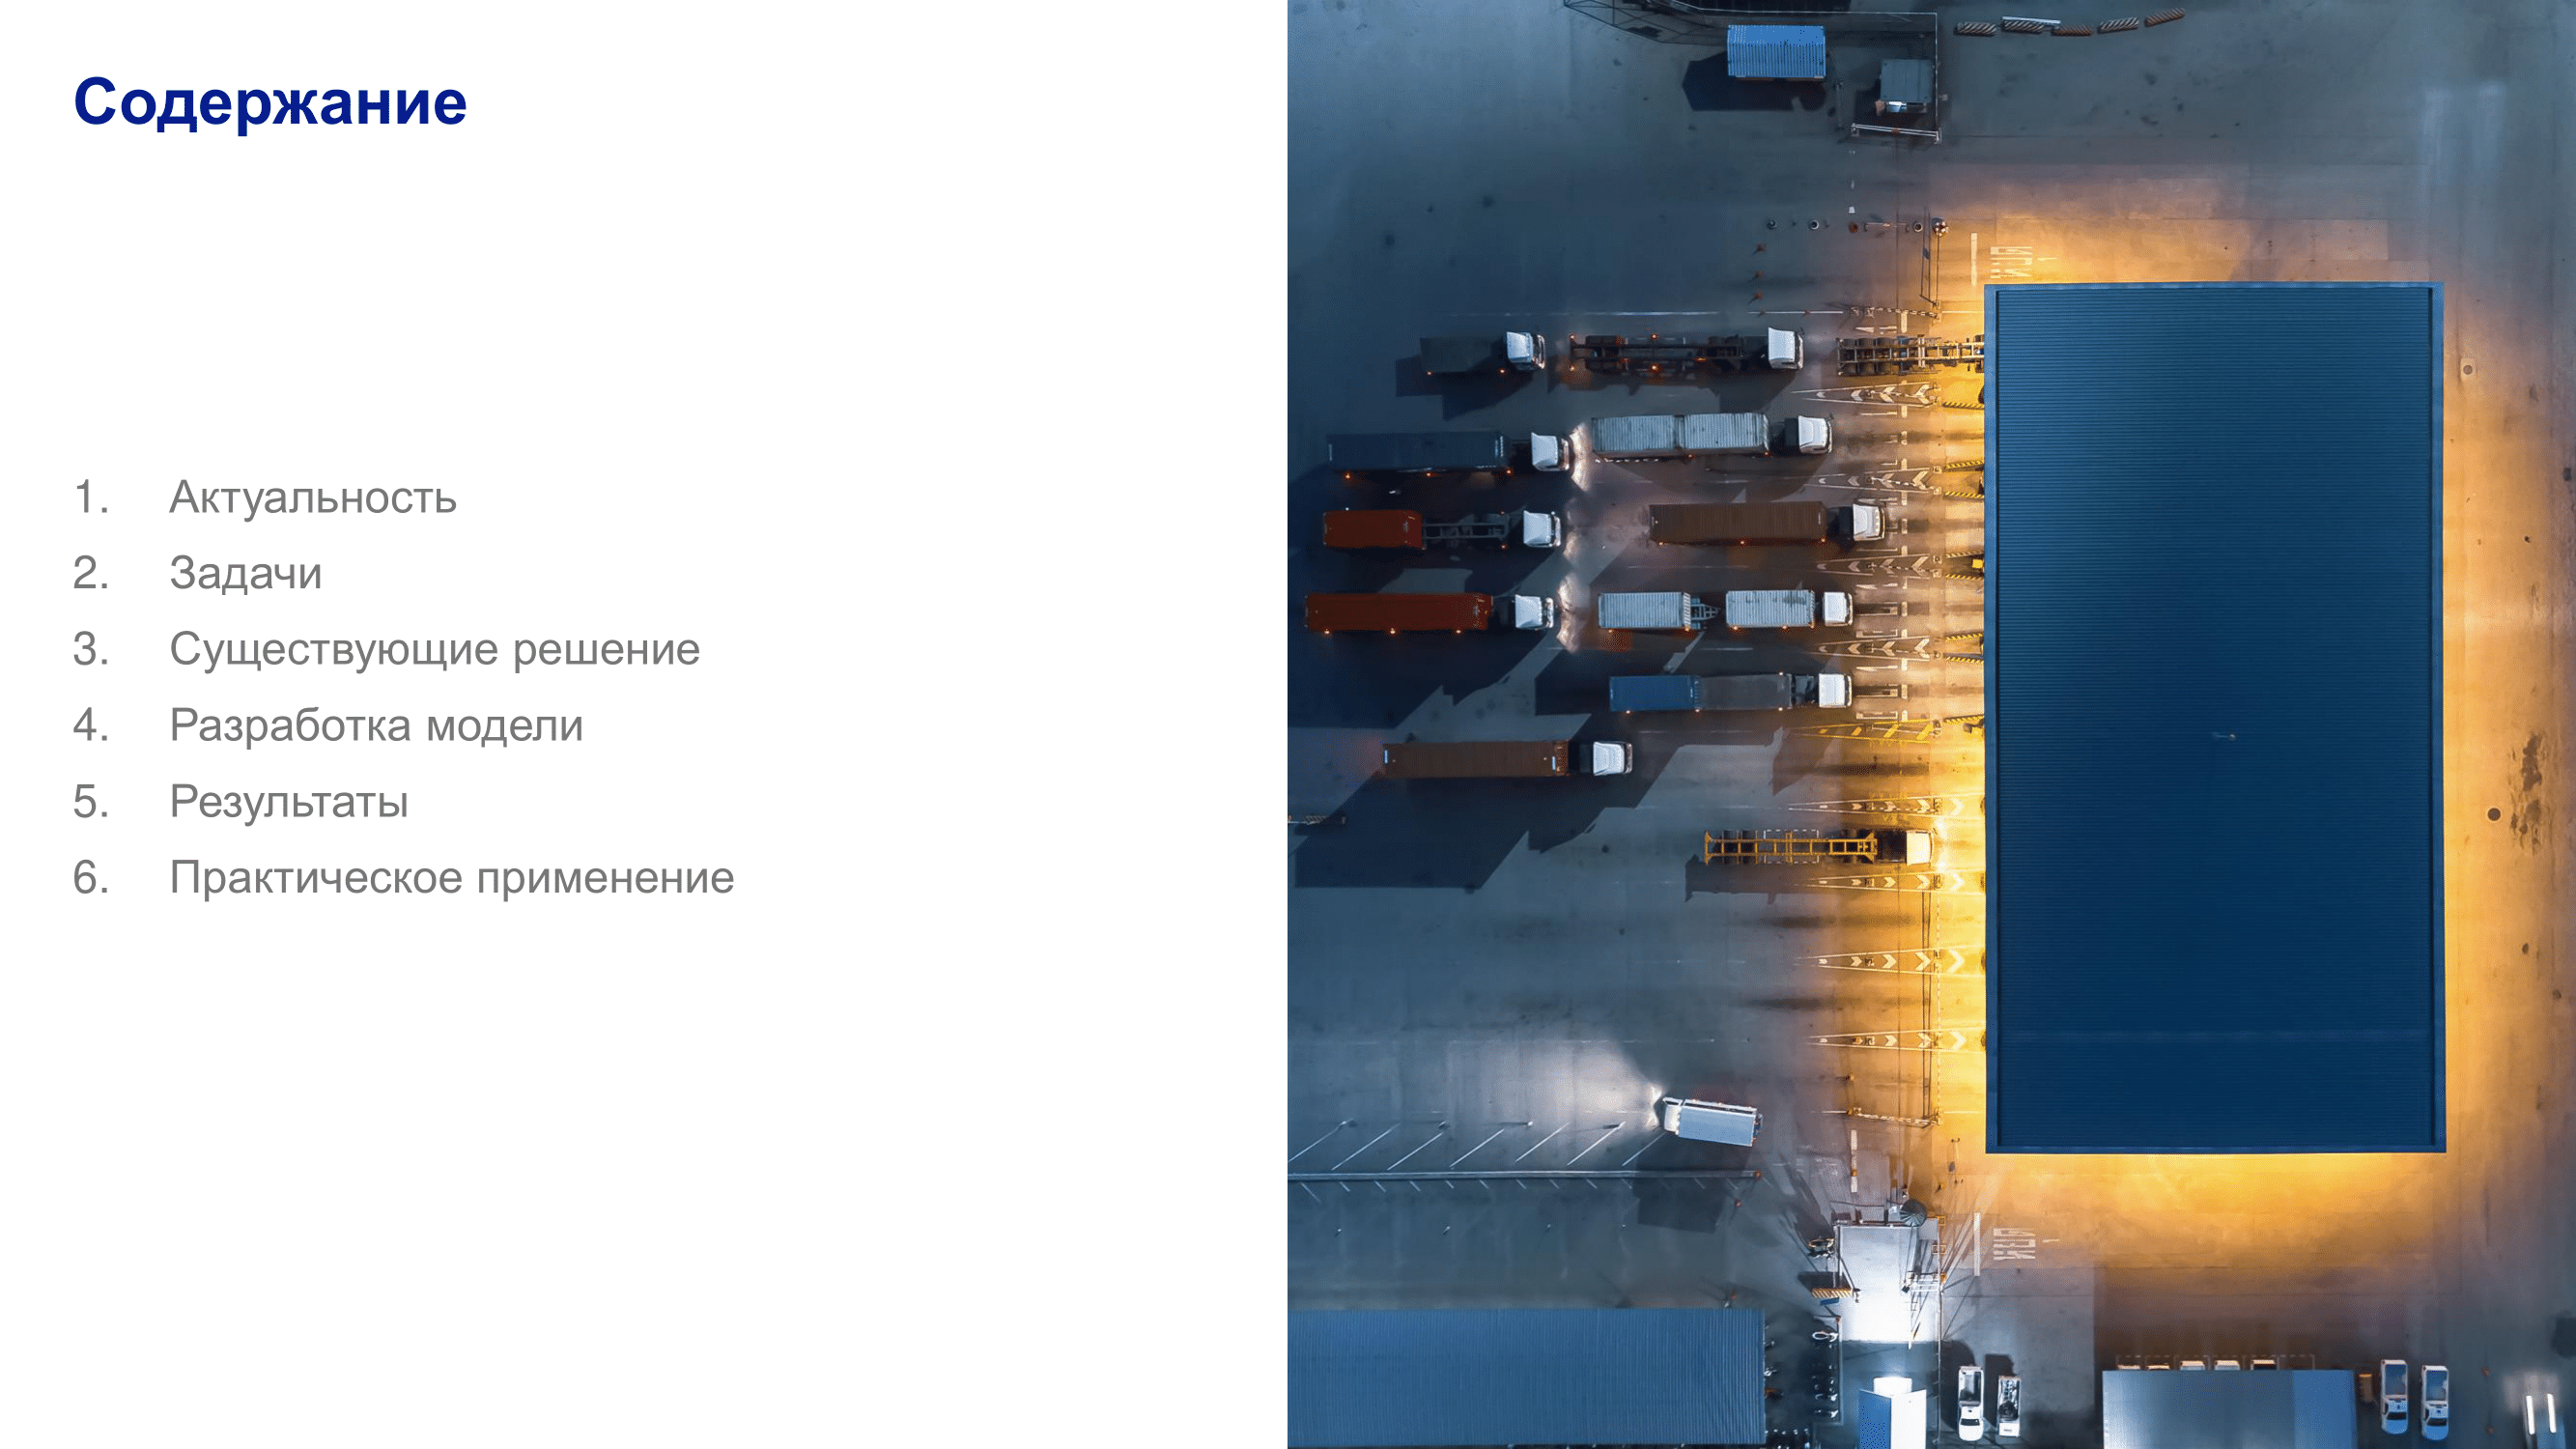 Содержание
1. Актуальность
2. Задачи
3. Существующие решение
4. Разработка модели
5. Результаты
6. Практическое применение